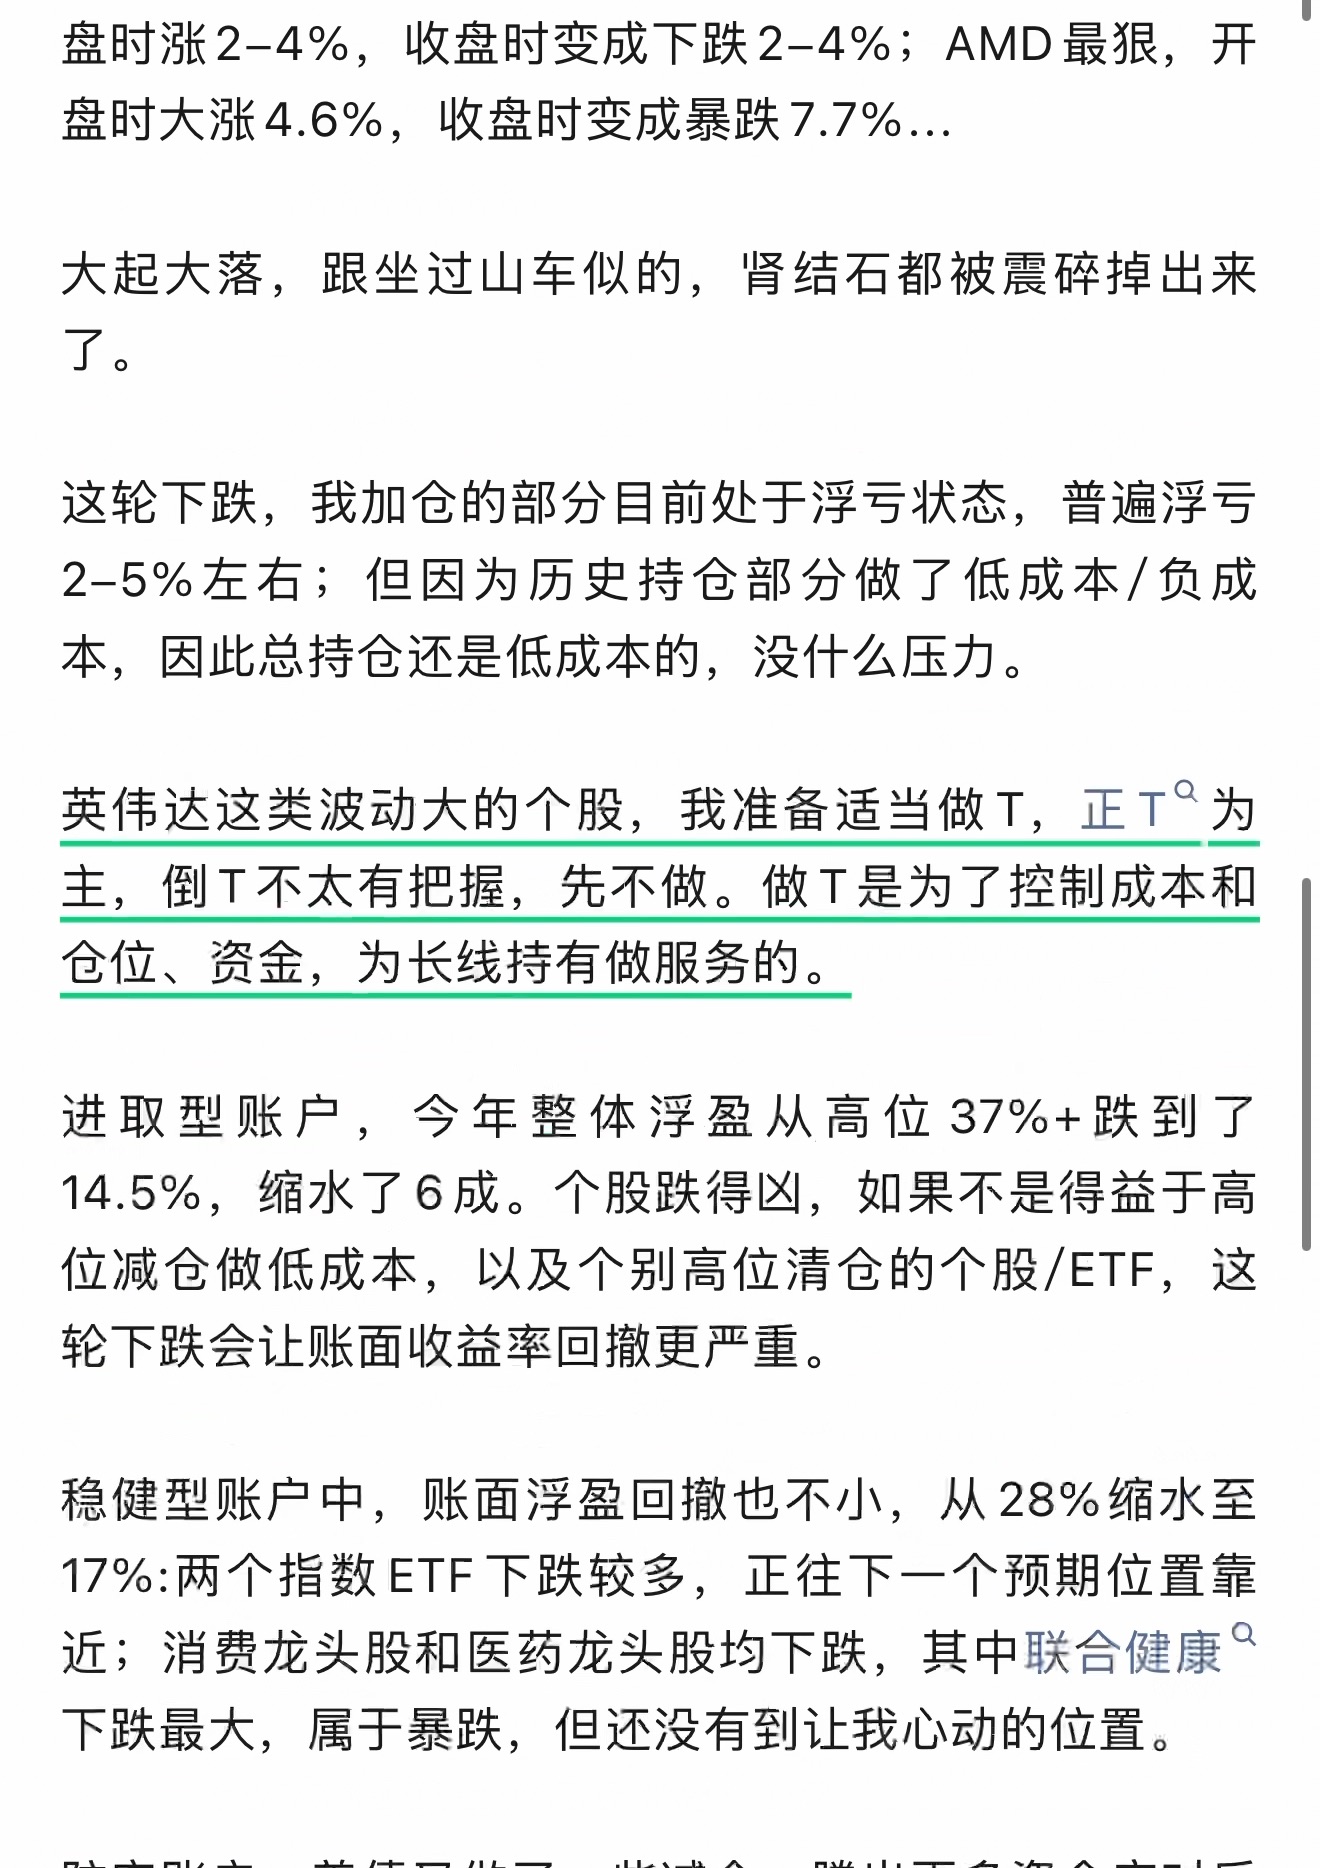 盘时涨2–4%，收盘时变成下跌2–4%；AMD最狠，开
盘时大涨4.6%，收盘时变成暴跌7.7%...
大起大落，跟坐过山车似的，肾结石都被震碎掉出来
了。
这轮下跌，我加仓的部分目前处于浮亏状态，普遍浮亏
2–5%左右；但因为历史持仓部分做了低成本/负成
本，因此总持仓还是低成本的，没什么压力。
英伟达这类波动大的个股，我准备适当做T，正T为
主，倒T不太有把握，先不做。做T是为了控制成本和
仓位、资金，为长线持有做服务的。
进取型账户，今年整体浮盈从高位37%+跌到了
14.5%，缩水了6成。个股跌得凶，如果不是得益于高
位减仓做低成本，以及个别高位清仓的个股/ETF，这
轮下跌会让账面收益率回撤更严重。
稳健型账户中，账面浮盈回撤也不小，从28%缩水至
17%:两个指数ETF下跌较多，正往下一个预期位置靠
近；消费龙头股和医药龙头股均下跌，其中联合健康
下跌最大，属于暴跌，但还没有到让我心动的位置。